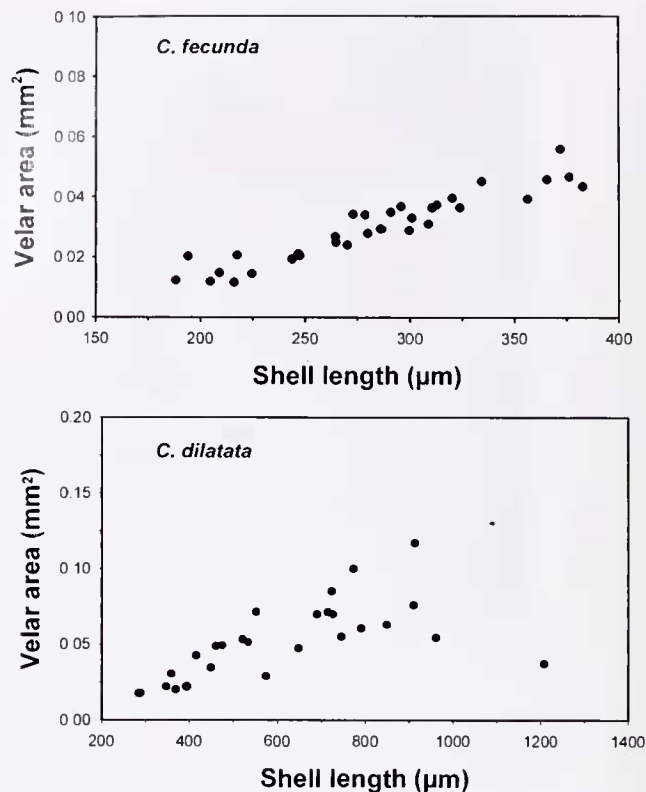 C. fecunda
Velar area (mm²)
0 10
0 08
0 06
0 04
0 02
0 00
150 200 250 300 350 400
Shell length (µm)
C. dilatata
Velar area (mm²)
0 20
0 15
0 10
0 05
0 00
200 400 600 800 1000 1200 1400
Shell length (µm)